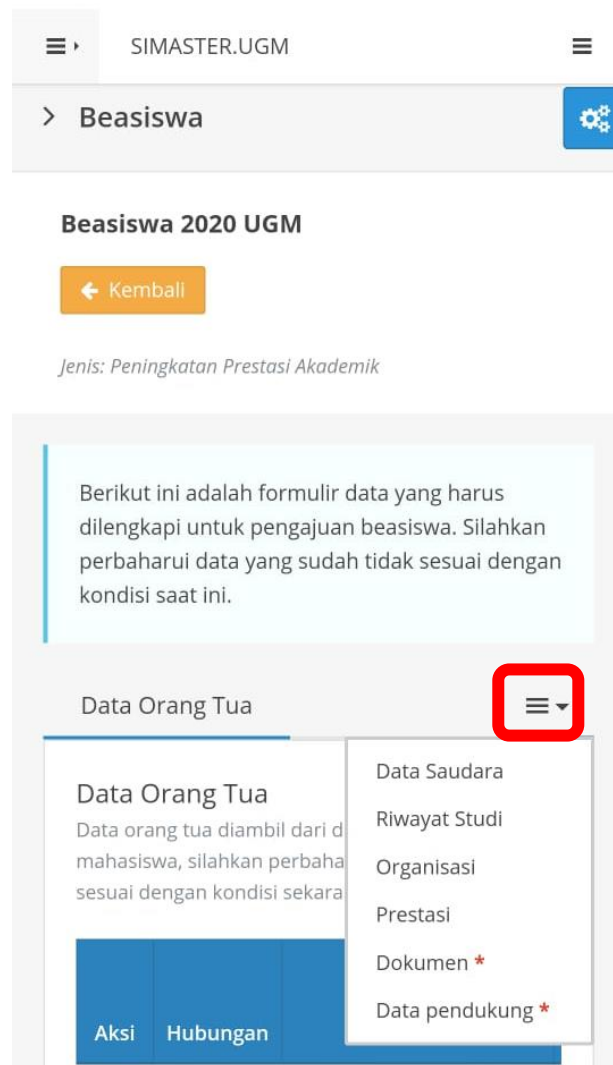 SIMASTER.UGM
Beasiswa
Beasiswa 2020 UGM
Kembali
Jenis: Peningkatan Prestasi Akademik
Berikut ini adalah formulir data yang harus
dilengkapi untuk pengajuan beasiswa. Silahkan
perbaharui data yang sudah tidak sesuai dengan
kondisi saat ini.
Data Orang Tua
Data Saudara
Riwayat Studi
Organisasi
Prestasi
Dokumen *
Data pendukung *
Data Orang Tua
Data orang tua diambil dari d
mahasiswa, silahkan perbaha
sesuai dengan kondisi sekara
Aksi Hubungan